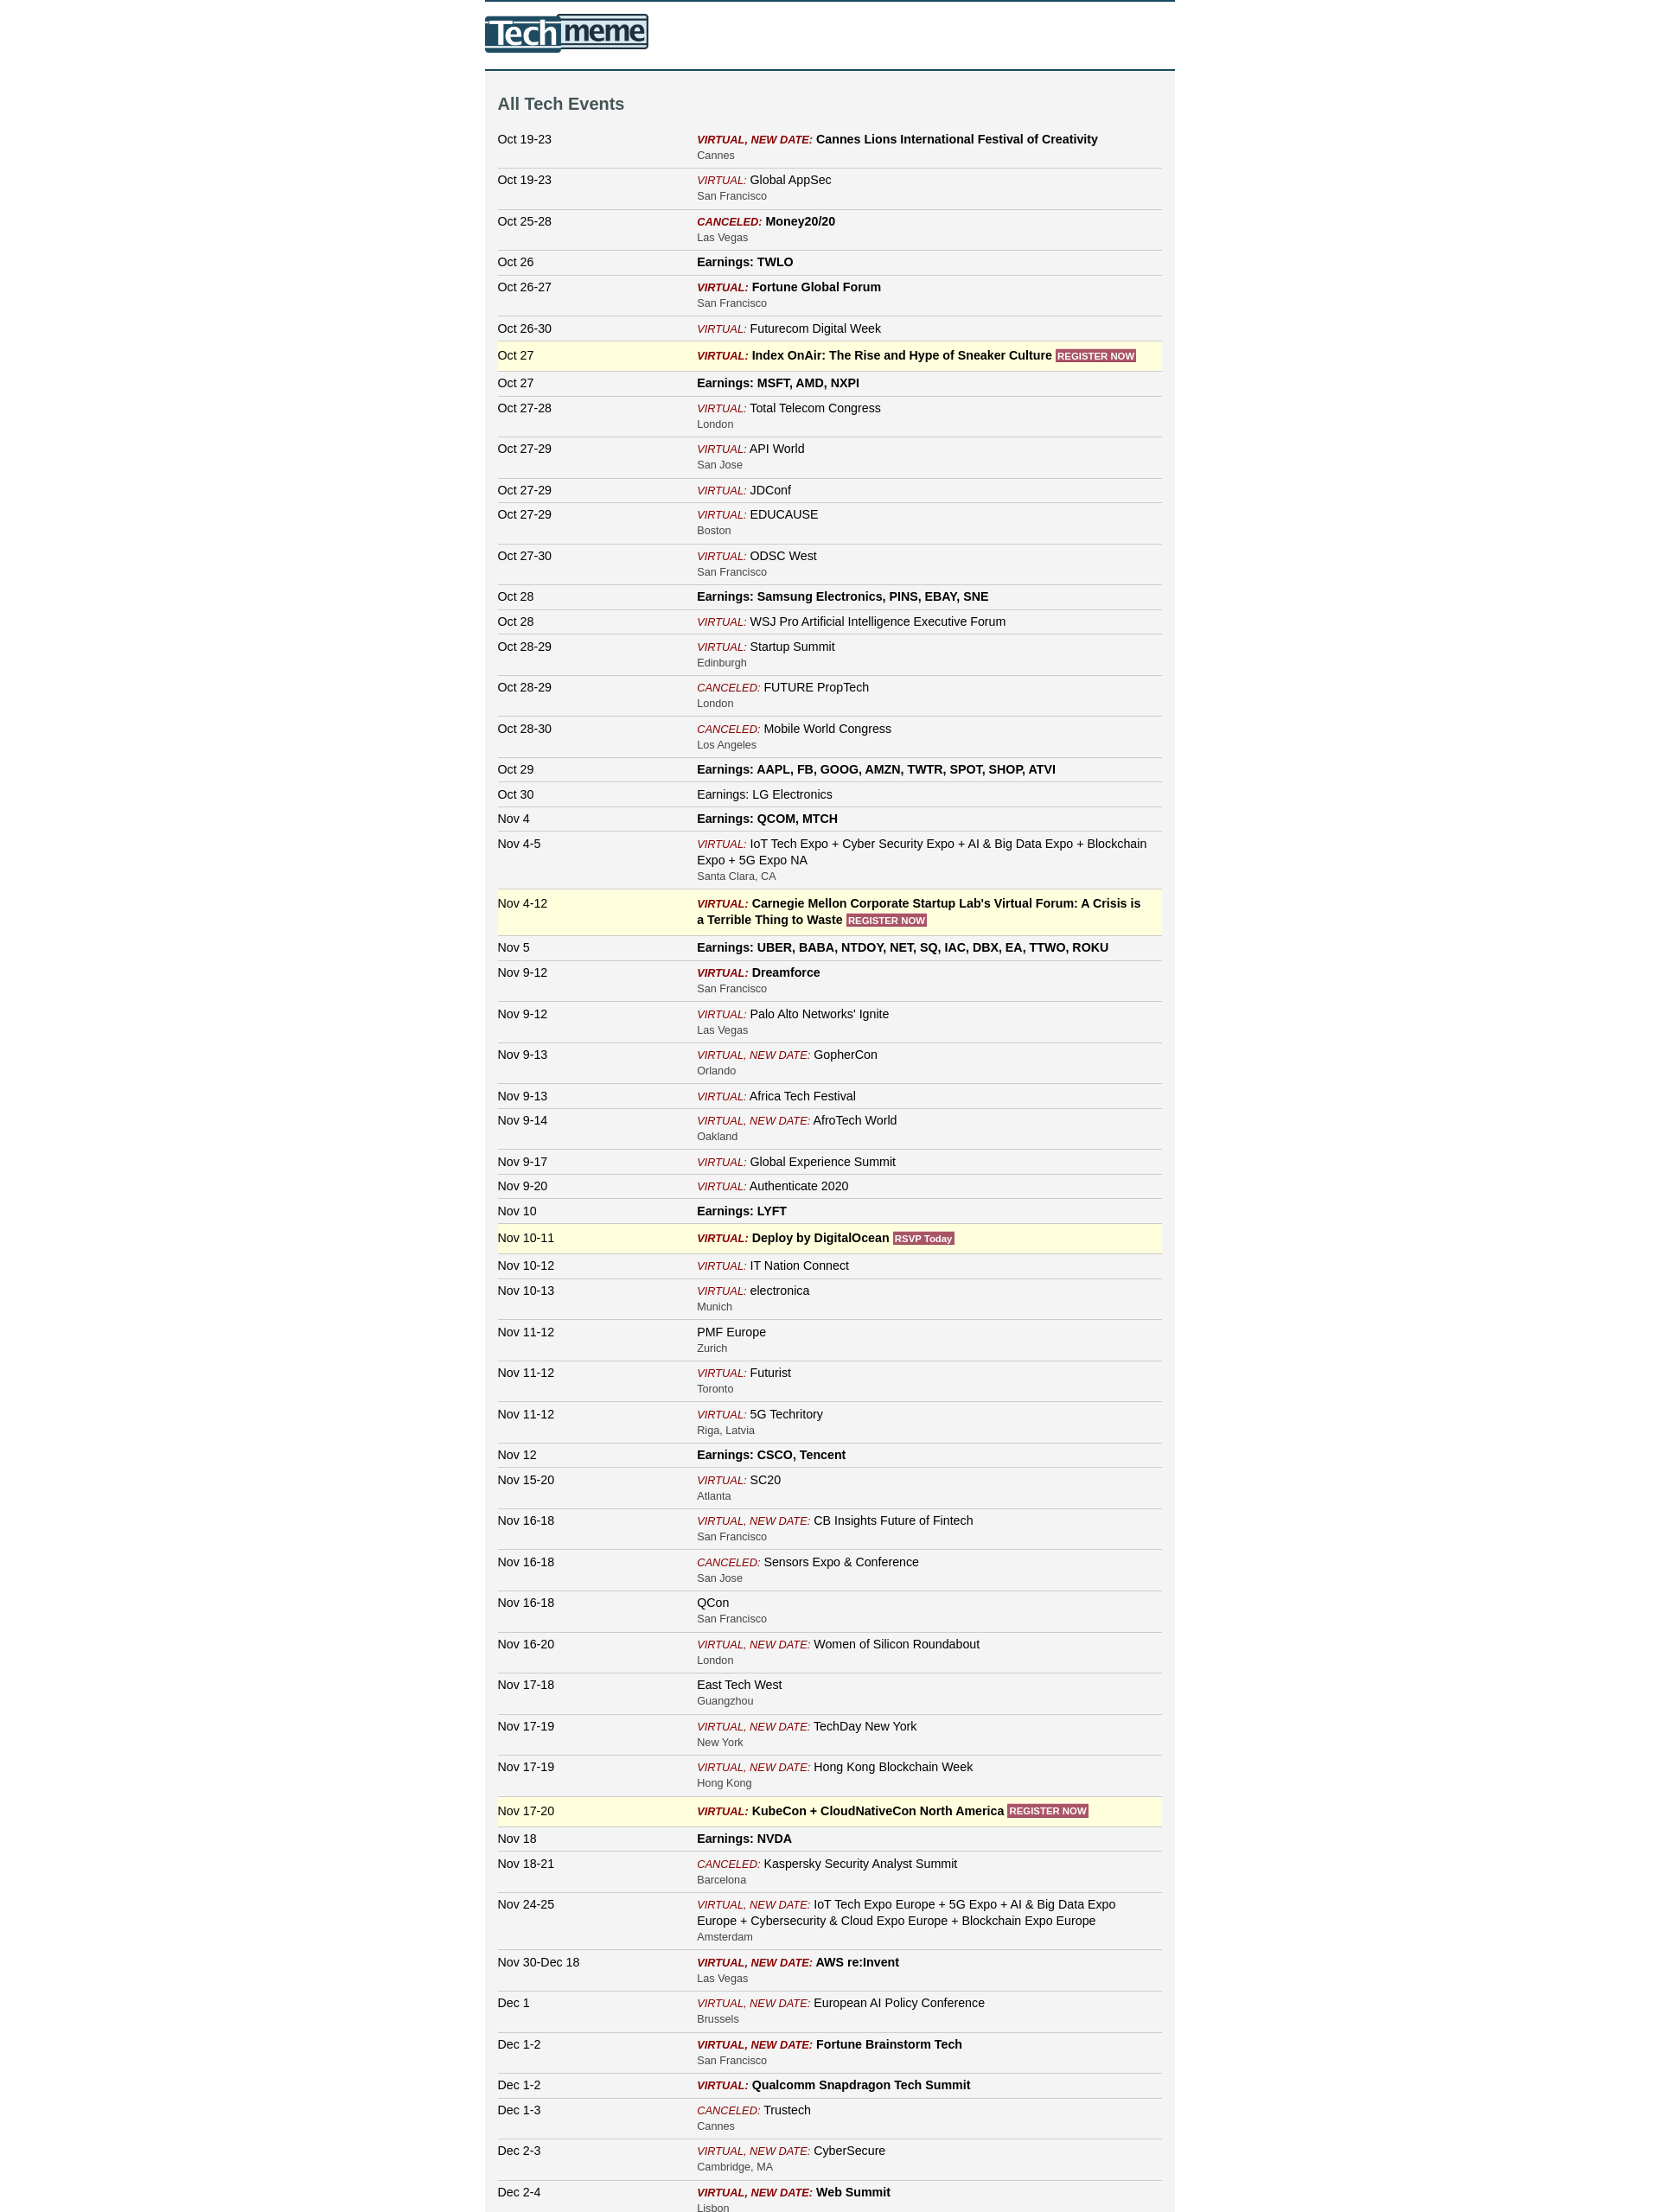 Techmeme
All Tech Events
Oct 19-23 VIRTUAL, NEW DATE: Cannes Lions International Festival of Creativity
Cannes
Oct 19-23 VIRTUAL: Global AppSec
San Francisco
Oct 25-28 CANCELED: Money20/20
Las Vegas
Oct 26 Earnings: TWLO
Oct 26-27 VIRTUAL: Fortune Global Forum
San Francisco
Oct 26-30 VIRTUAL: Futurecom Digital Week
Oct 27 VIRTUAL: Index OnAir: The Rise and Hype of Sneaker Culture REGISTER NOW
Oct 27 Earnings: MSFT, AMD, NXPI
Oct 27-28 VIRTUAL: Total Telecom Congress
London
Oct 27-29 VIRTUAL: API World
San Jose
Oct 27-29 VIRTUAL: JDConf
Oct 27-29 VIRTUAL: EDUCAUSE
Boston
Oct 27-30 VIRTUAL: ODSC West
San Francisco
Oct 28 Earnings: Samsung Electronics, PINS, EBAY, SNE
Oct 28 VIRTUAL: WSJ Pro Artificial Intelligence Executive Forum
Oct 28-29 VIRTUAL: Startup Summit
Edinburgh
Oct 28-29 CANCELED: FUTURE PropTech
London
Oct 28-30 CANCELED: Mobile World Congress
Los Angeles
Oct 29 Earnings: AAPL, FB, GOOG, AMZN, TWTR, SPOT, SHOP, ATVI
Oct 30 Earnings: LG Electronics
Nov 4 Earnings: QCOM, MTCH
Nov 4-5 VIRTUAL: IoT Tech Expo + Cyber Security Expo + AI & Big Data Expo + Blockchain
Expo + 5G Expo NA
Santa Clara, CA
Nov 4-12 VIRTUAL: Carnegie Mellon Corporate Startup Lab's Virtual Forum: A Crisis is
a Terrible Thing to Waste REGISTER NOW
Nov 5 Earnings: UBER, BABA, NTDOY, NET, SQ, IAC, DBX, EA, TTWO, ROKU
Nov 9-12 VIRTUAL: Dreamforce
San Francisco
Nov 9-12 VIRTUAL: Palo Alto Networks' Ignite
Las Vegas
Nov 9-13 VIRTUAL, NEW DATE: GopherCon
Orlando
Nov 9-13 VIRTUAL: Africa Tech Festival
Nov 9-14 VIRTUAL, NEW DATE: AfroTech World
Oakland
Nov 9-17 VIRTUAL: Global Experience Summit
Nov 9-20 VIRTUAL: Authenticate 2020
Nov 10 Earnings: LYFT
Nov 10-11 VIRTUAL: Deploy by DigitalOcean RSVP Today
Nov 10-12 VIRTUAL: IT Nation Connect
Nov 10-13 VIRTUAL: electronica
Munich
Nov 11-12 PMF Europe
Zurich
Nov 11-12 VIRTUAL: Futurist
Toronto
Nov 11-12 VIRTUAL: 5G Techritory
Riga, Latvia
Nov 12 Earnings: CSCO, Tencent
Nov 15-20 VIRTUAL: SC20
Atlanta
Nov 16-18 VIRTUAL, NEW DATE: CB Insights Future of Fintech
San Francisco
Nov 16-18 CANCELED: Sensors Expo & Conference
San Jose
Nov 16-18 QCon
San Francisco
Nov 16-20 VIRTUAL, NEW DATE: Women of Silicon Roundabout
London
Nov 17-18 East Tech West
Guangzhou
Nov 17-19 VIRTUAL, NEW DATE: TechDay New York
New York
Nov 17-19 VIRTUAL, NEW DATE: Hong Kong Blockchain Week
Hong Kong
Nov 17-20 VIRTUAL: KubeCon + CloudNativeCon North America REGISTER NOW
Nov 18 Earnings: NVDA
Nov 18-21 CANCELED: Kaspersky Security Analyst Summit
Barcelona
Nov 24-25 VIRTUAL, NEW DATE: IoT Tech Expo Europe + 5G Expo + AI & Big Data Expo
Europe + Cybersecurity & Cloud Expo Europe + Blockchain Expo Europe
Amsterdam
Nov 30-Dec 18 VIRTUAL, NEW DATE: AWS re:Invent
Las Vegas
Dec 1 VIRTUAL, NEW DATE: European AI Policy Conference
Brussels
Dec 1-2 VIRTUAL, NEW DATE: Fortune Brainstorm Tech
San Francisco
Dec 1-2 VIRTUAL: Qualcomm Snapdragon Tech Summit
Dec 1-3 CANCELED: Trustech
Cannes
Dec 2-3 VIRTUAL, NEW DATE: CyberSecure
Cambridge, MA
Dec 2-4 VIRTUAL, NEW DATE: Web Summit
Lisbon